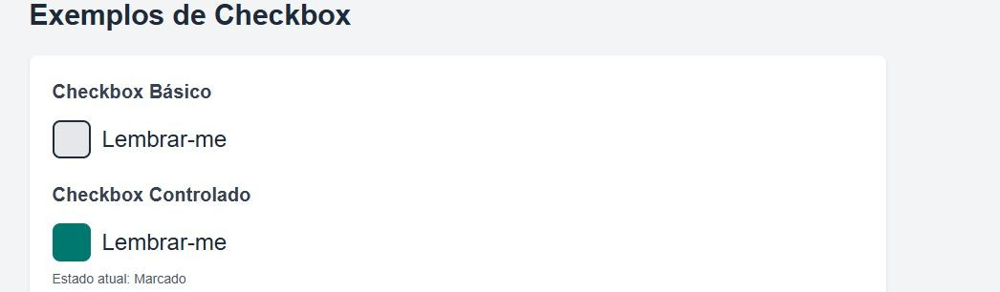 Exemplos de Checkbox
Checkbox Básico
Lembrar-me
Checkbox Controlado
Lembrar-me
Estado atual: Marcado